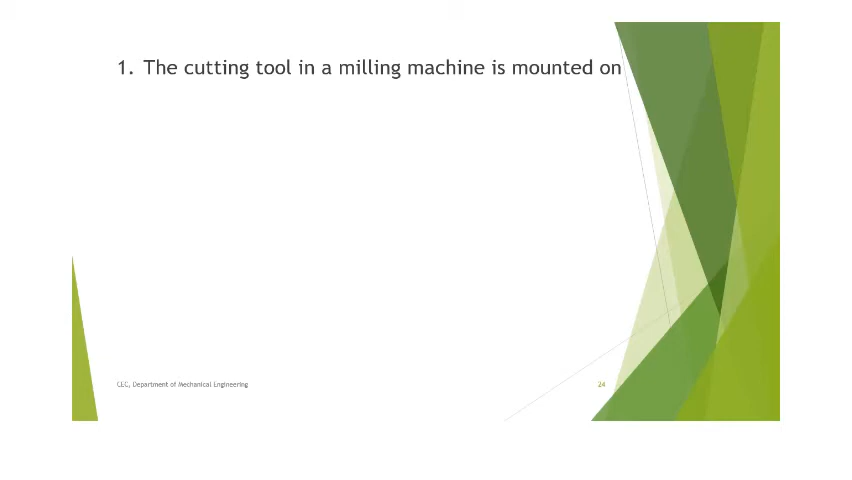 1. The cutting tool in a milling machine is mounted on
CEC, Department of Mechanical Engineering
24